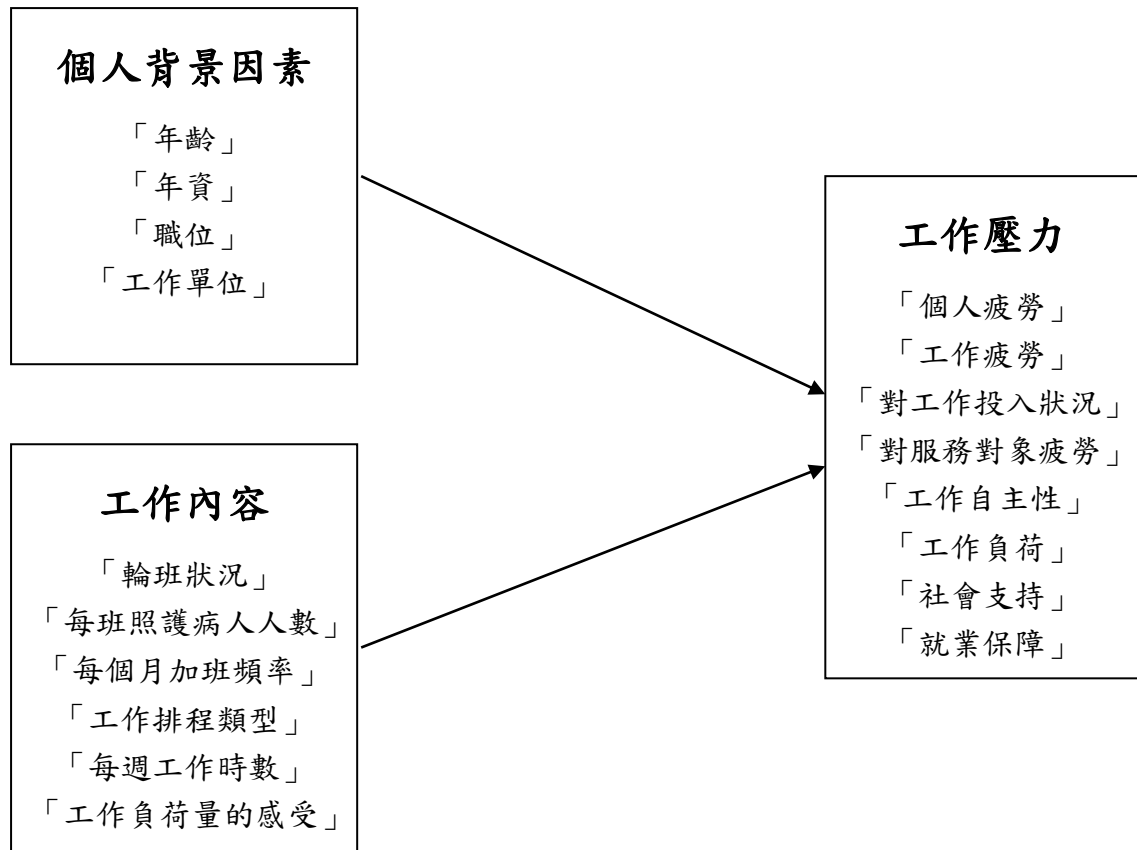 個人背景因素
「年齡」
「年資」
「職位」
「工作單位」
工作內容
「輪班狀況」
「每班照護病人人數」
「每個月加班頻率」
「工作排程類型」
「每週工作時數」
「工作負荷量的感受」
工作壓力
「個人疲勞」
「工作疲勞」
「對工作投入狀況」
「對服務對象疲勞」
「工作自主性」
「工作負荷」
「社會支持」
「就業保障」